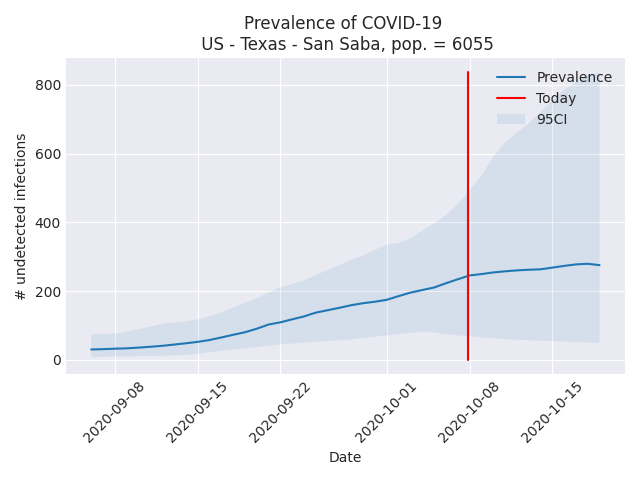 Prevalence of COVID-19
US - Texas - San Saba, pop. = 6055
Prevalence
Today
95CI
# undetected infections
800
600
400
200
0
2020-09-08
2020-09-15
2020-09-22
2020-10-01
2020-10-08
2020-10-15
Date